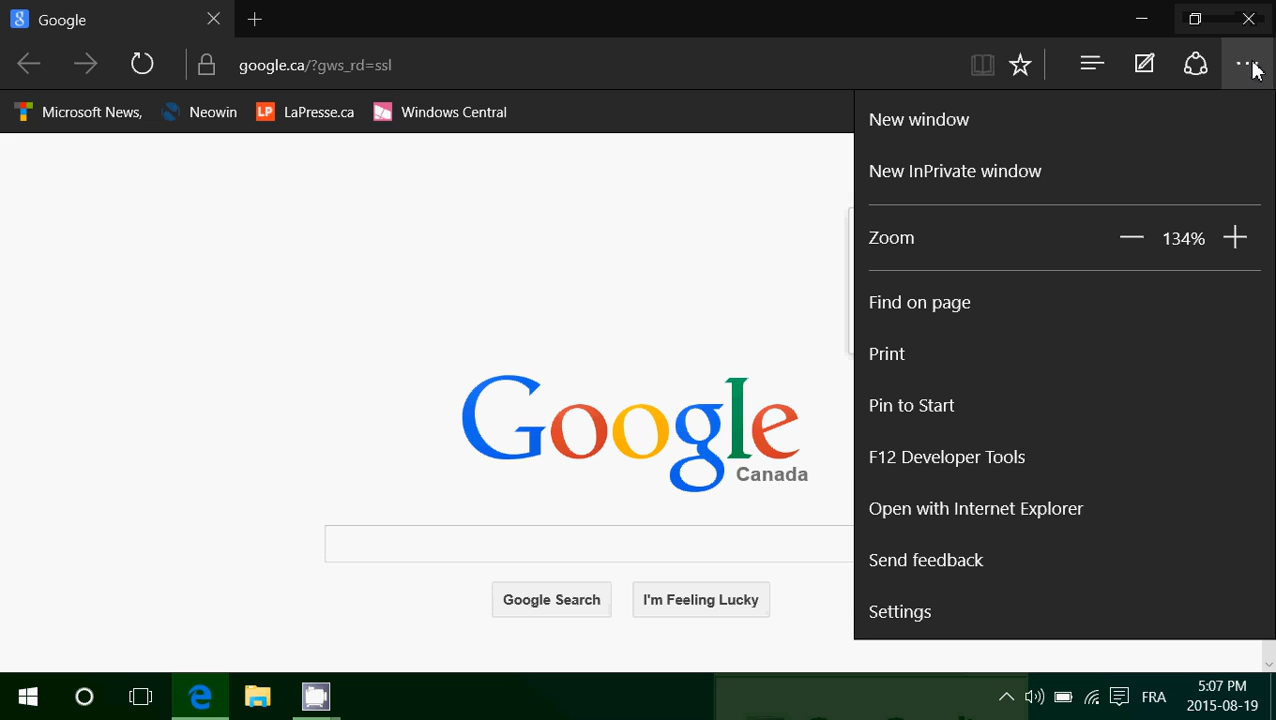 Google
google.ca/?gws_rd=ssl
Microsoft News,
Neowin
LP
LaPresse.ca
Windows Central
New window
New InPrivate window
Zoom
134%
Find on page
Print
Pin to Start
F12 Developer Tools
Open with Internet Explorer
Send feedback
Settings
Google
Canada
Google Search
I'm Feeling Lucky
FRA
5:07 PM
2015-08-19